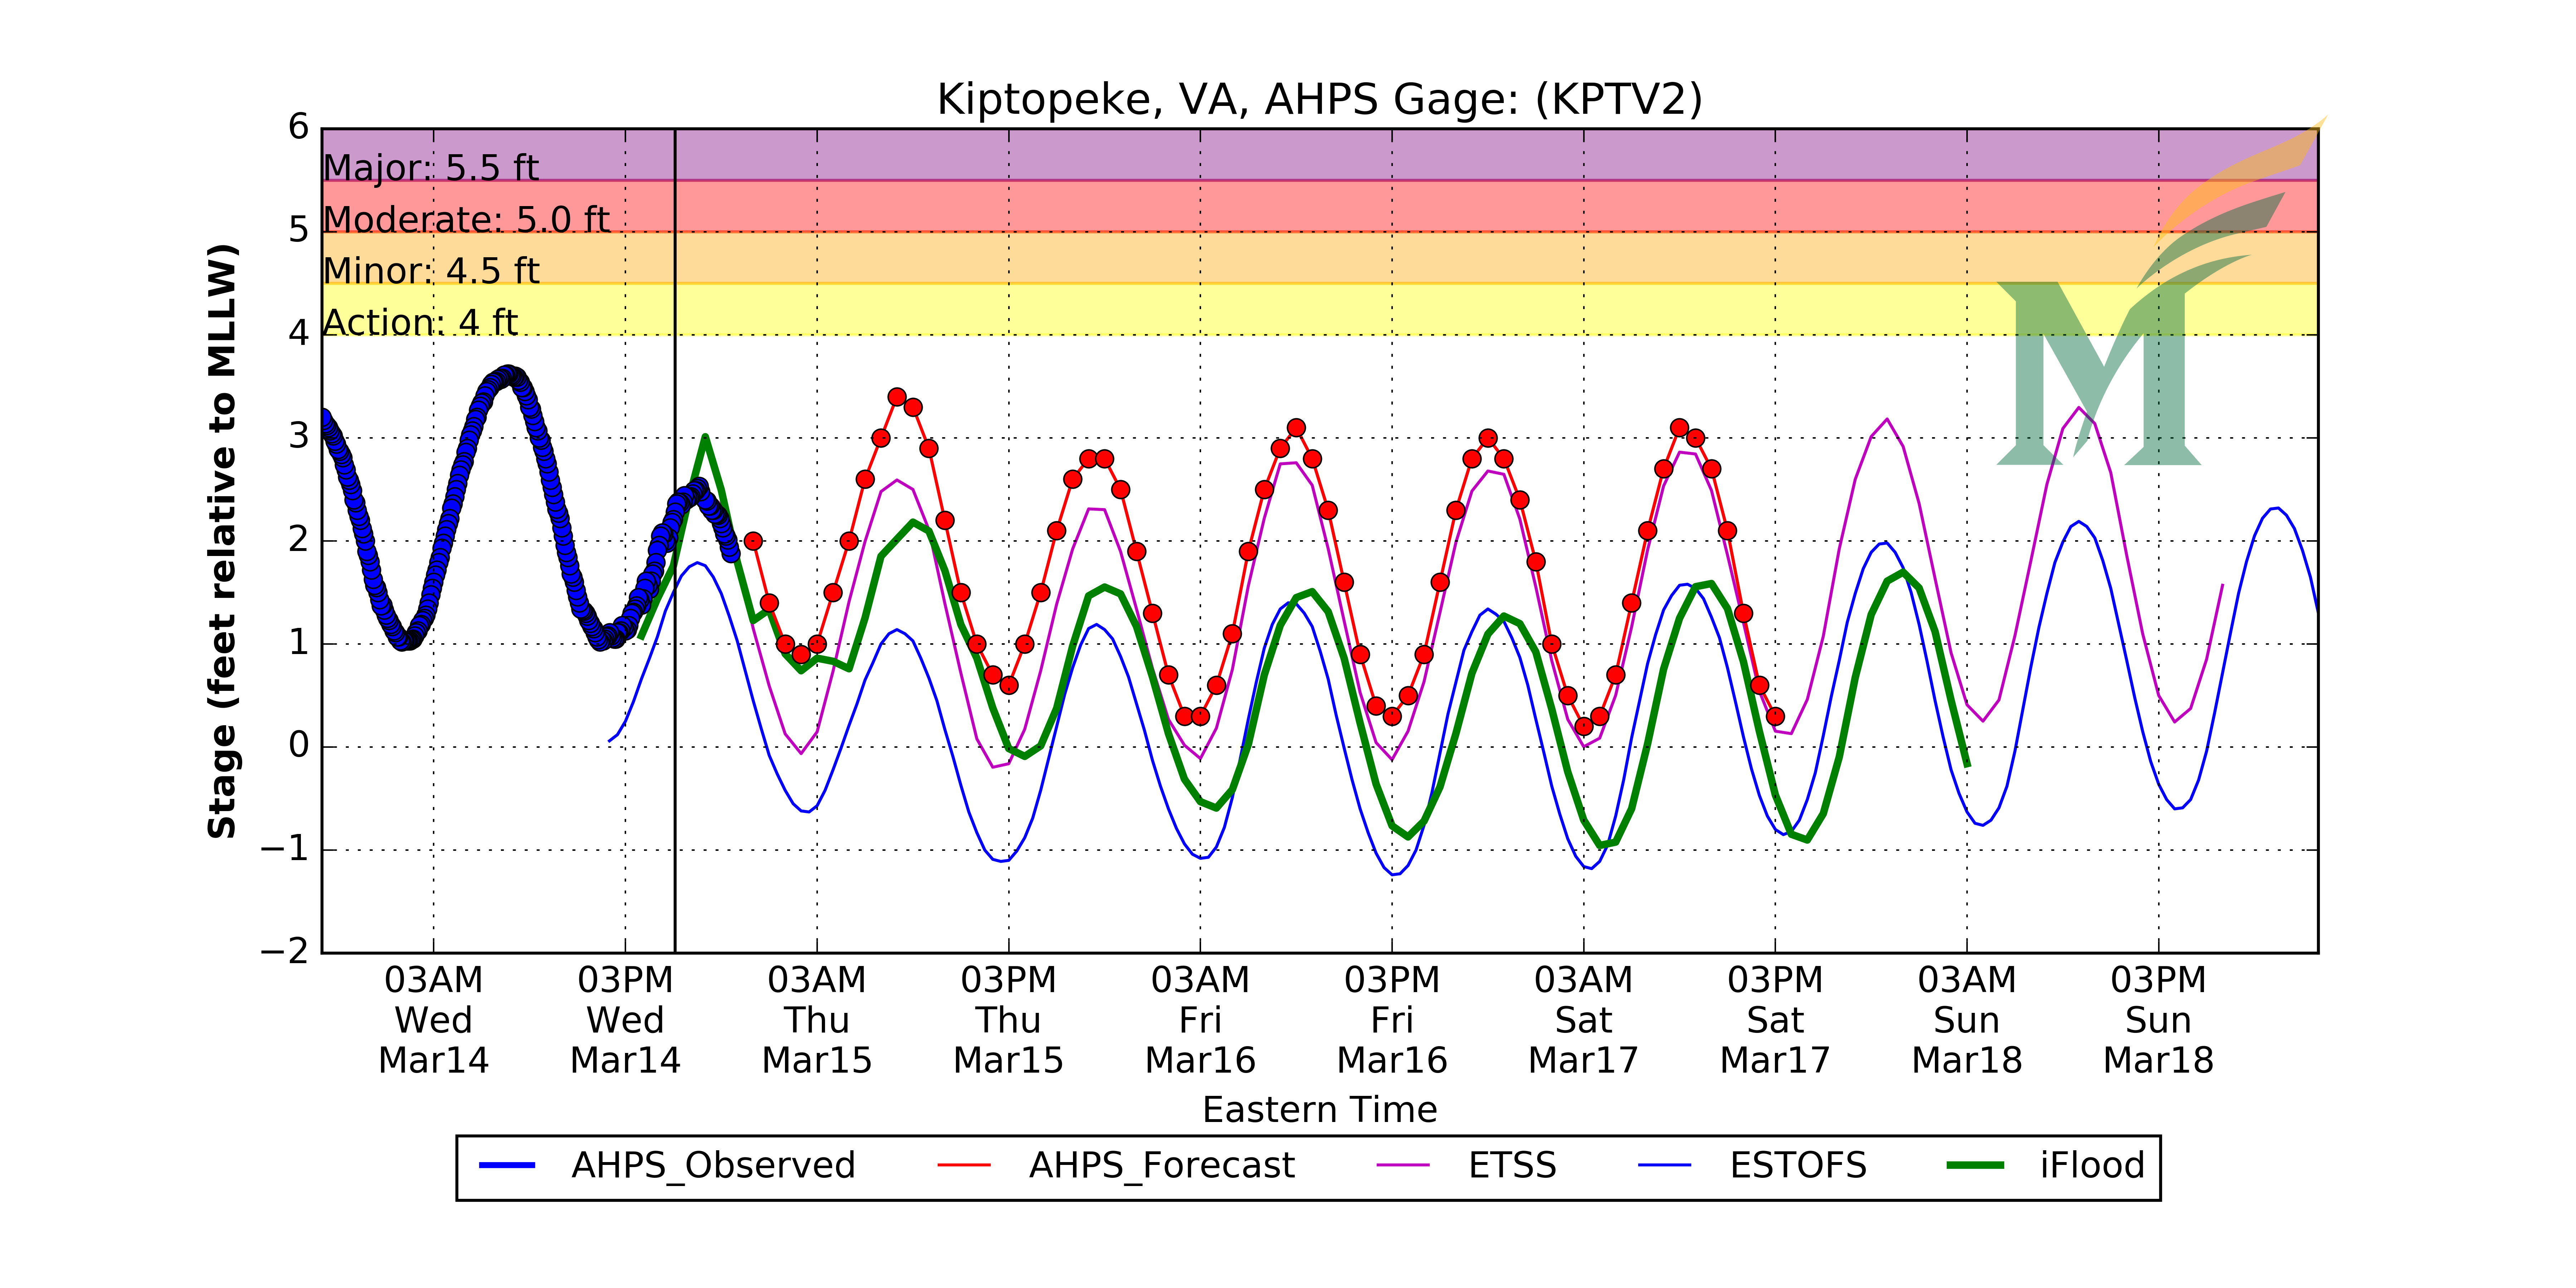 Kiptopeke, VA, AHPS Gage: (KPTV2)
6
5
4
3
2
1
0
−1
−2
Stage (feet relative to MLLW)
Major: 5.5 ft
Moderate: 5.0 ft
Minor: 4.5 ft
Action: 4 ft
M
03AM 03PM 03AM 03PM 03AM 03PM 03AM 03PM 03AM 03PM
Wed Wed Thu Thu Fri Fri Sat Sat Sun Sun
Mar14 Mar14 Mar15 Mar15 Mar16 Mar16 Mar17 Mar17 Mar18 Mar18
Eastern Time
AHPS_Observed AHPS_Forecast ETSS ESTOFS iFlood